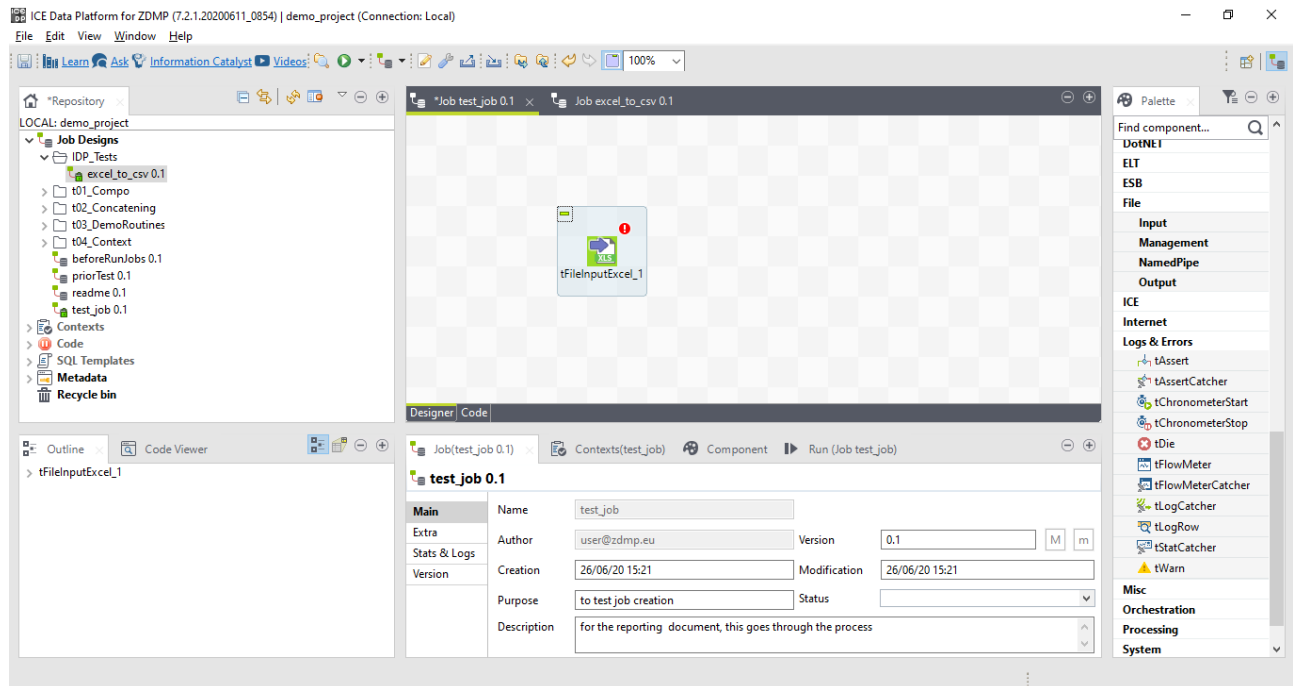 ICE Data Platform for ZDMP (7.2.1.20200611_0854) | demo_project (Connection: Local)
File Edit View Window Help
Learn Ask Information Catalyst Videos 100%
*Repository
LOCAL: demo_project
Job Designs
IDP_Tests
excel_to_csv 0.1
t01_Compo
t02_Concatening
t03_DemoRoutines
t04_Context
beforeRunJobs 0.1
priorTest 0.1
readme 0.1
test_job 0.1
Contexts
Code
SQL Templates
Metadata
Recycle bin
*Job test_job 0.1 Job excel_to_csv 0.1
XLS
tFileInputExcel_1
Designer Code
Palette
Find component...
DotNET
ELT
ESB
File
Input
Management
NamedPipe
Output
ICE
Internet
Logs & Errors
tAssert
tAssertCatcher
tChronometerStart
tChronometerStop
tDie
tFlowMeter
tFlowMeterCatcher
tLogCatcher
tLogRow
tStatCatcher
tWarn
Misc
Orchestration
Processing
System
Outline Code Viewer
tFileInputExcel_1
Job(test_job 0.1) Contexts(test_job) Component Run (Job test_job)
test_job 0.1
Main
Extra
Stats & Logs
Version
Name test_job
Author user@zdmp.eu Version 0.1 M m
Creation 26/06/20 15:21 Modification 26/06/20 15:21
Purpose to test job creation Status
Description for the reporting document, this goes through the process